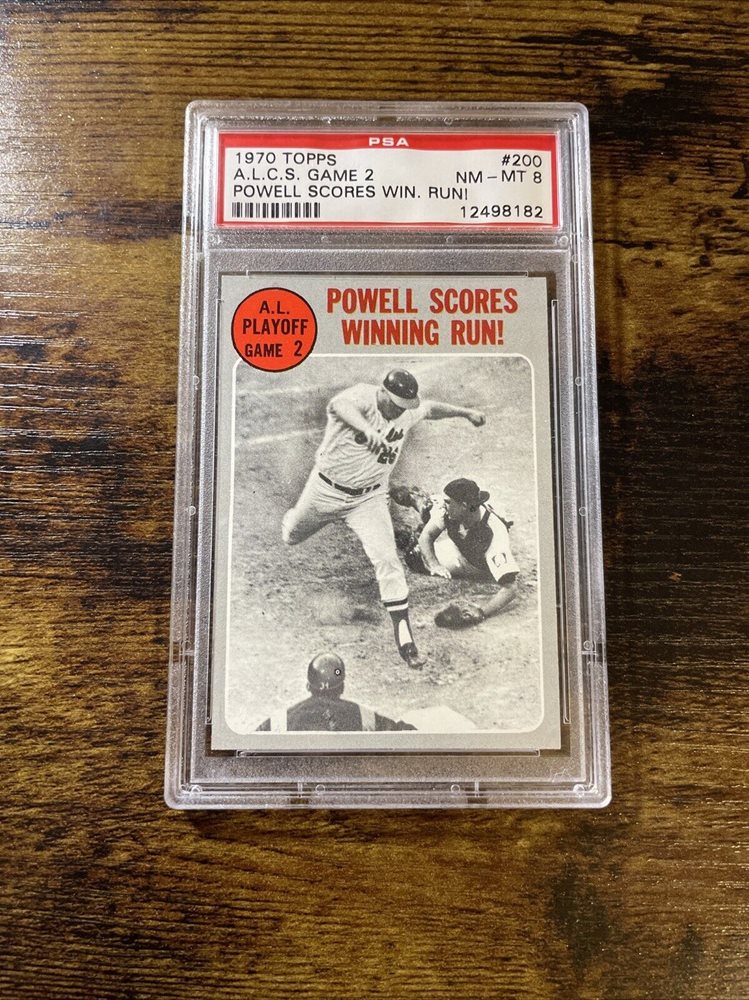 PSA
1970 TOPPS #200
A.L.C.S. GAME 2 NM - MT 8
POWELL SCORES WIN. RUN!
12498182
A.L.
PLAYOFF
GAME 2
POWELL SCORES
WINNING RUN!
26